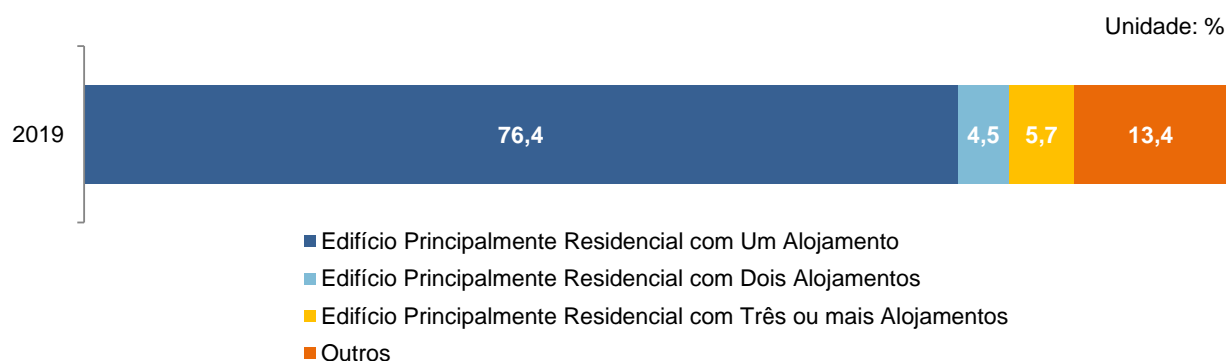 Unidade: %
2019
76,4 4,5 5,7 13,4
Edifício Principalmente Residencial com Um Alojamento
Edifício Principalmente Residencial com Dois Alojamentos
Edifício Principalmente Residencial com Três ou mais Alojamentos
Outros